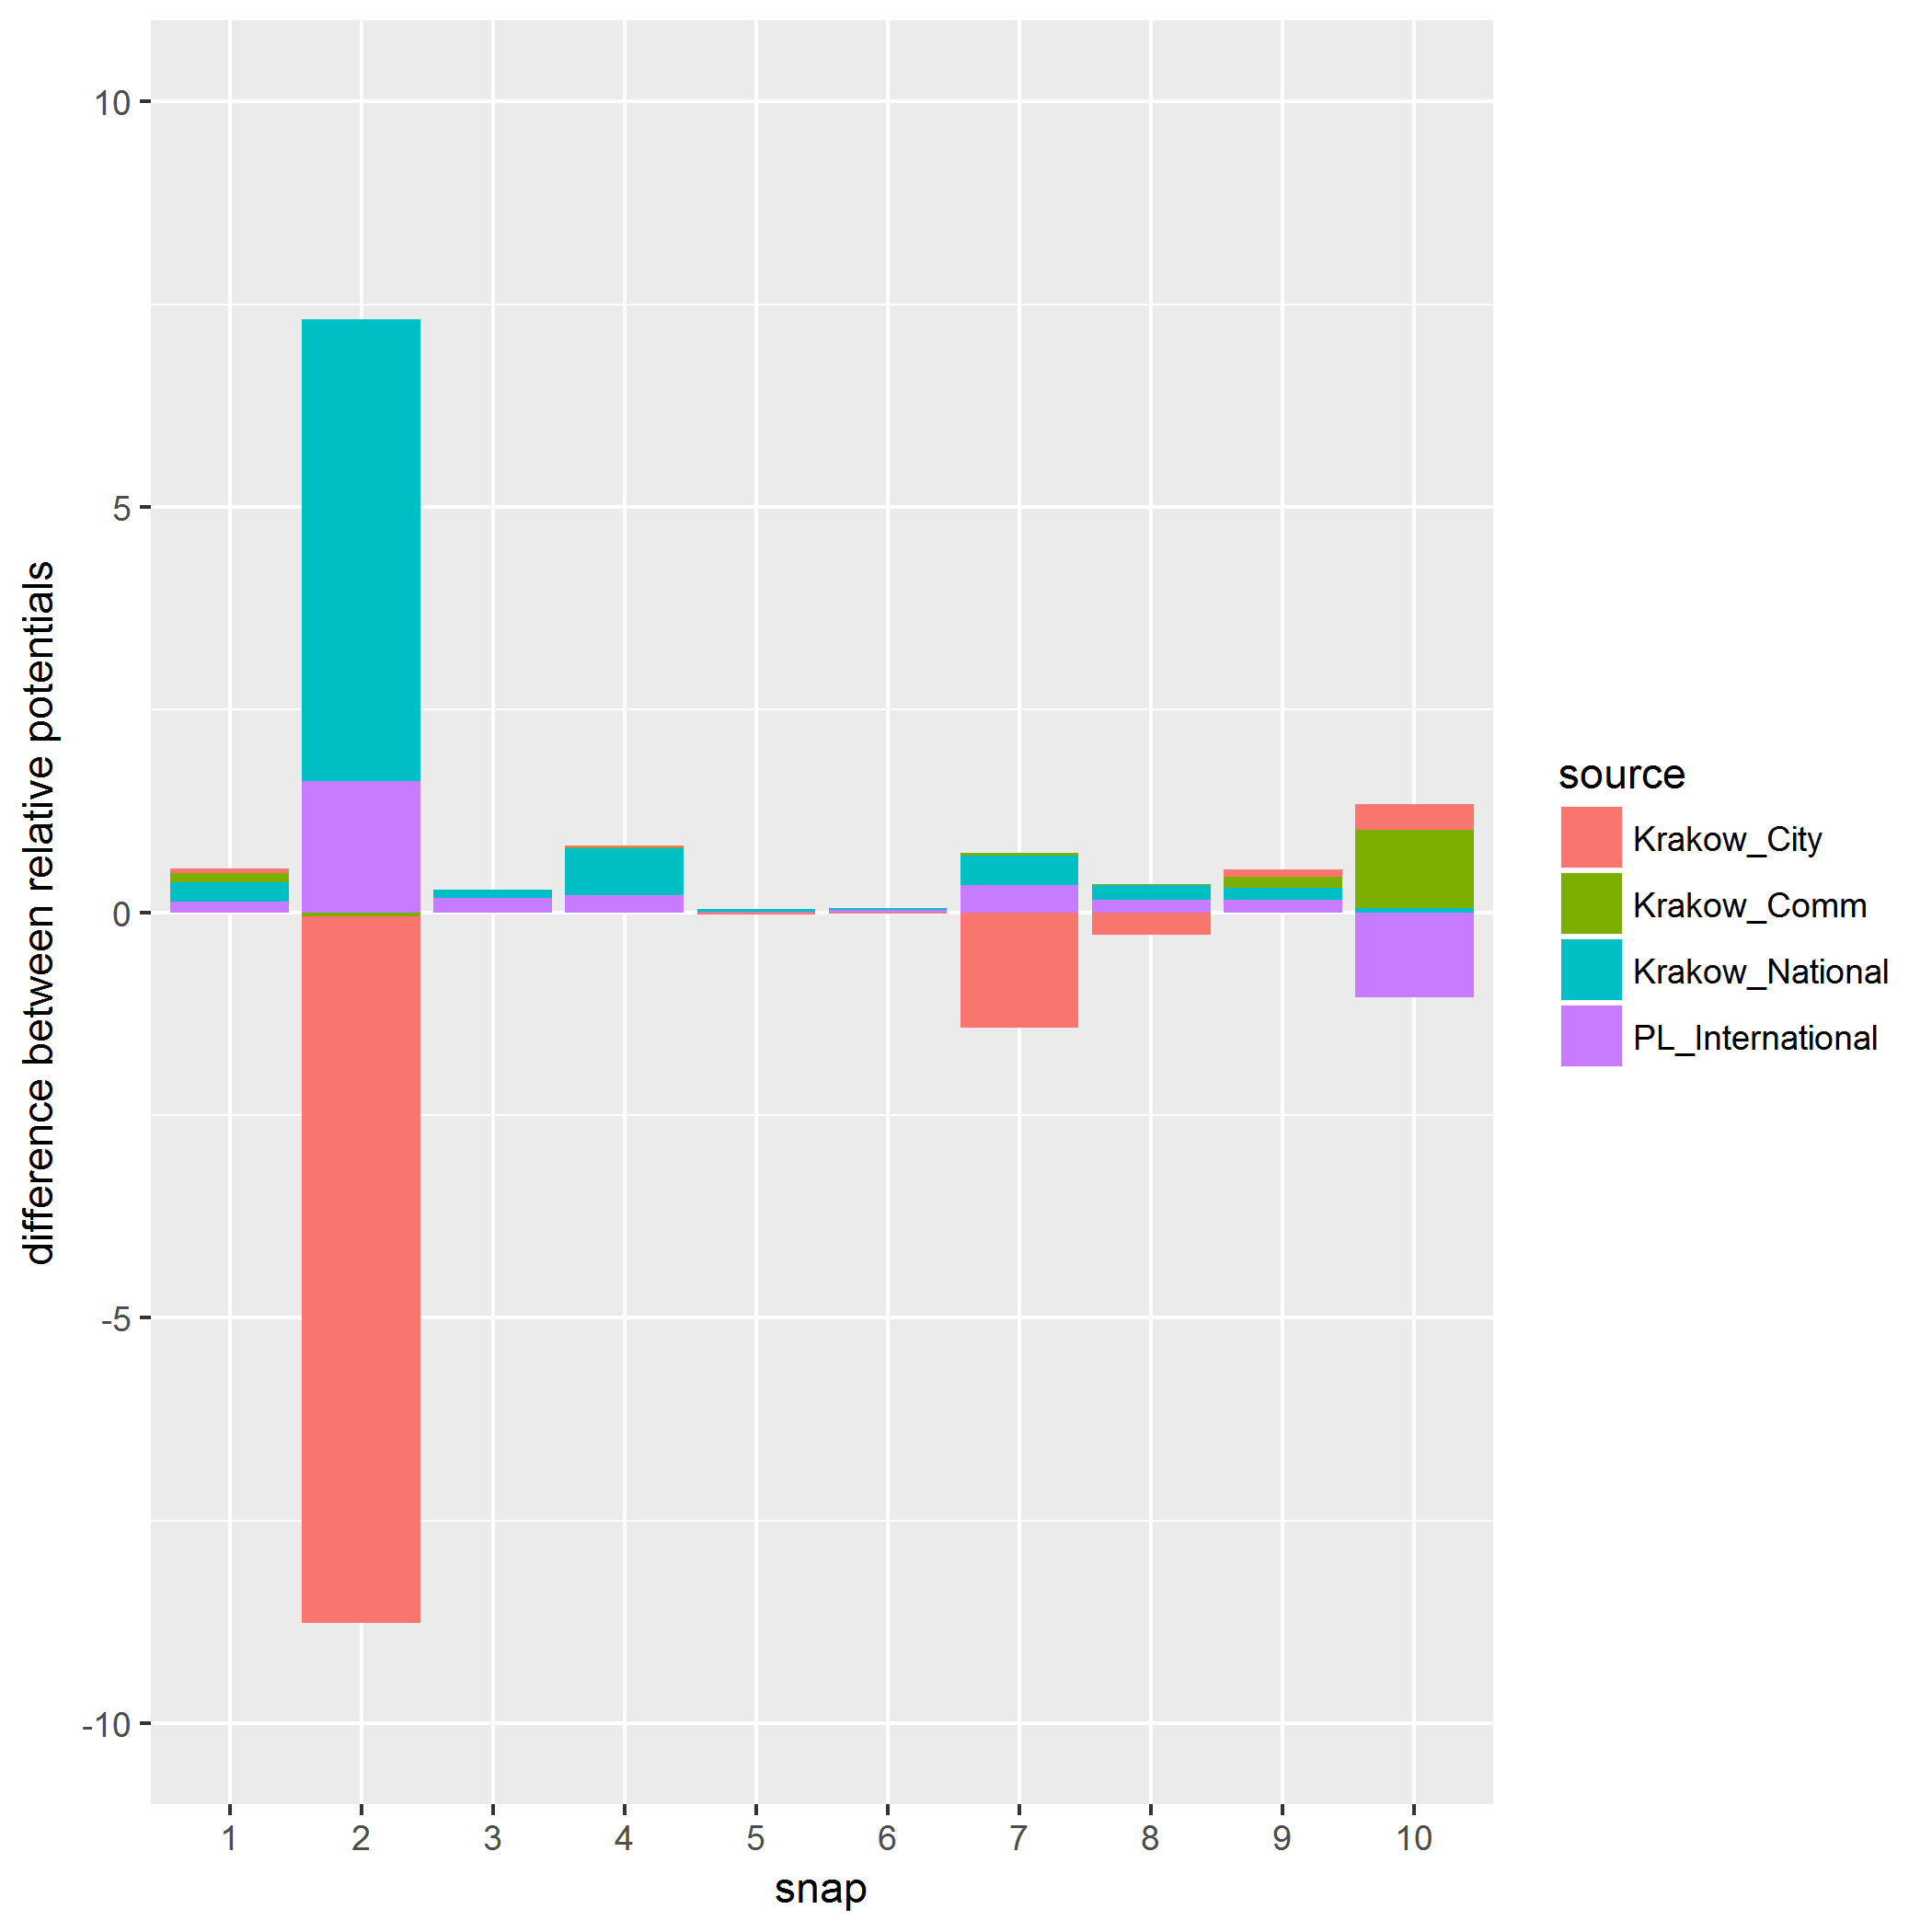 difference between relative potentials
10
5
0
-5
-10
1 2 3 4 5 6 7 8 9 10
snap
source
Krakow_City
Krakow_Comm
Krakow_National
PL_International